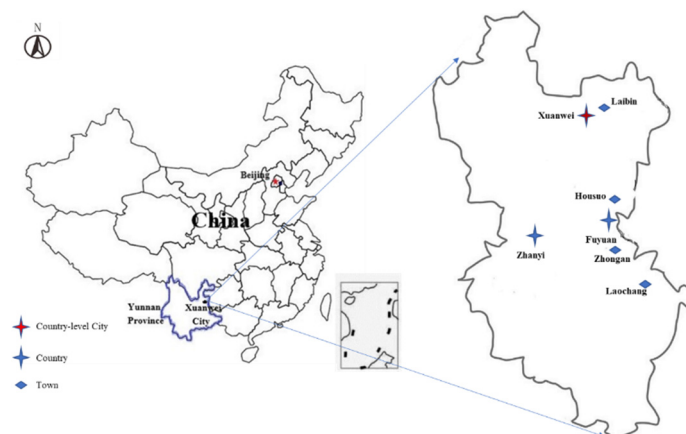 N
Beijing
China
Yunnan
Province
Xuanwei
City
Country-level City
Country
Town
Laibin
Xuanwei
Housuo
Fuyuan
Zhanyi
Zhongan
Laochang